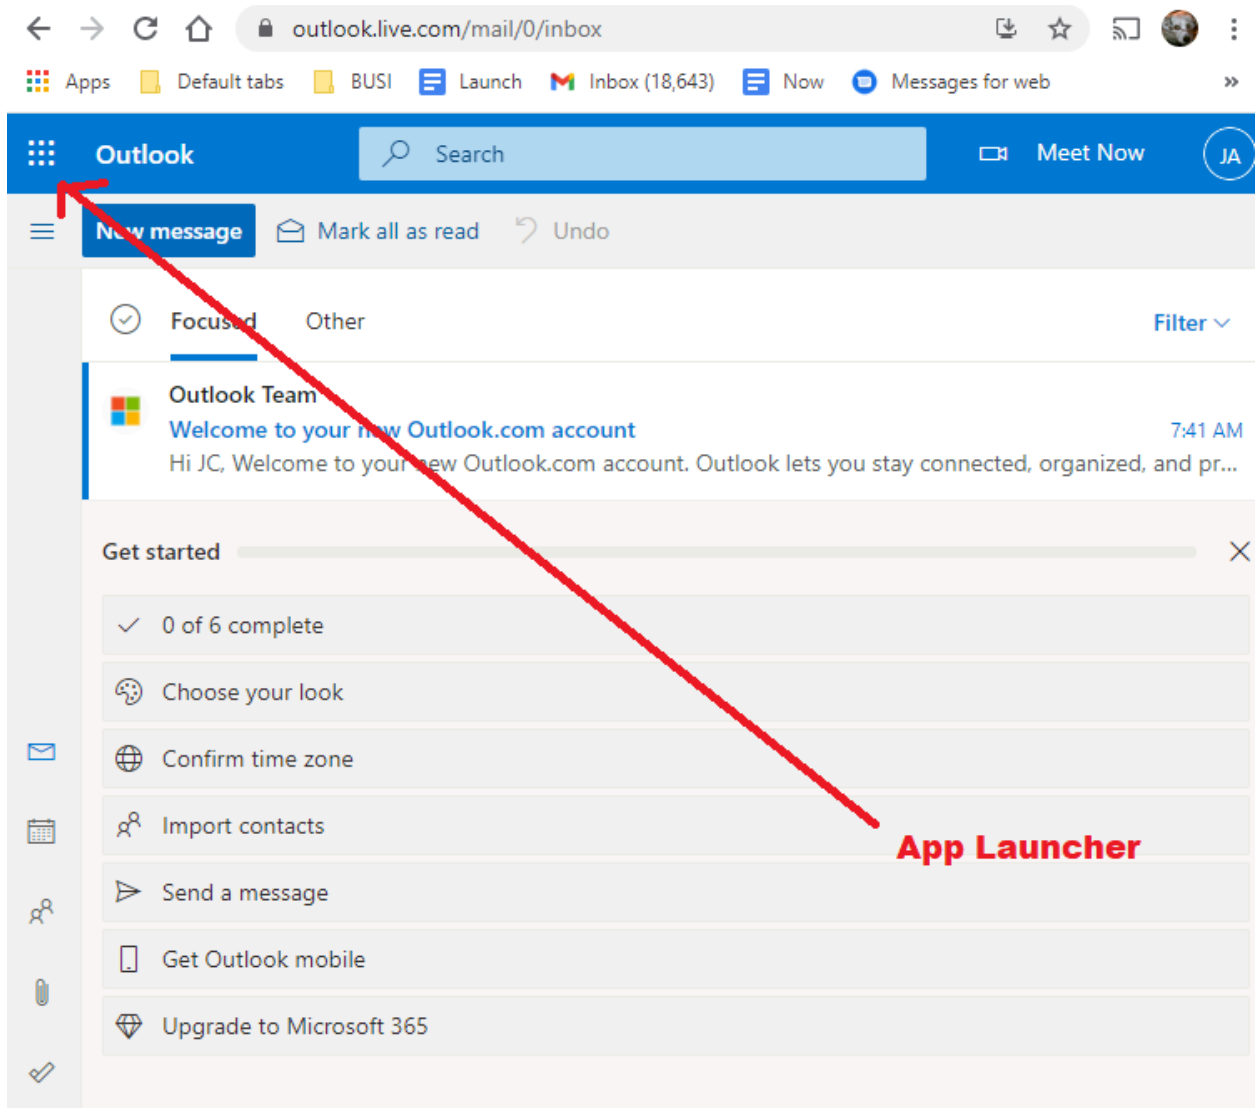 outlook.live.com/mail/0/inbox
Apps Default tabs BUSI Launch Inbox (18,643) Now Messages for web »
Outlook Search Meet Now JA
New message Mark all as read Undo
Focused Other Filter
Outlook Team
Welcome to your new Outlook.com account 7:41 AM
Hi JC, Welcome to your new Outlook.com account. Outlook lets you stay connected, organized, and pr...
Get started
0 of 6 complete
Choose your look
Confirm time zone
Import contacts
App Launcher
Send a message
Get Outlook mobile
Upgrade to Microsoft 365